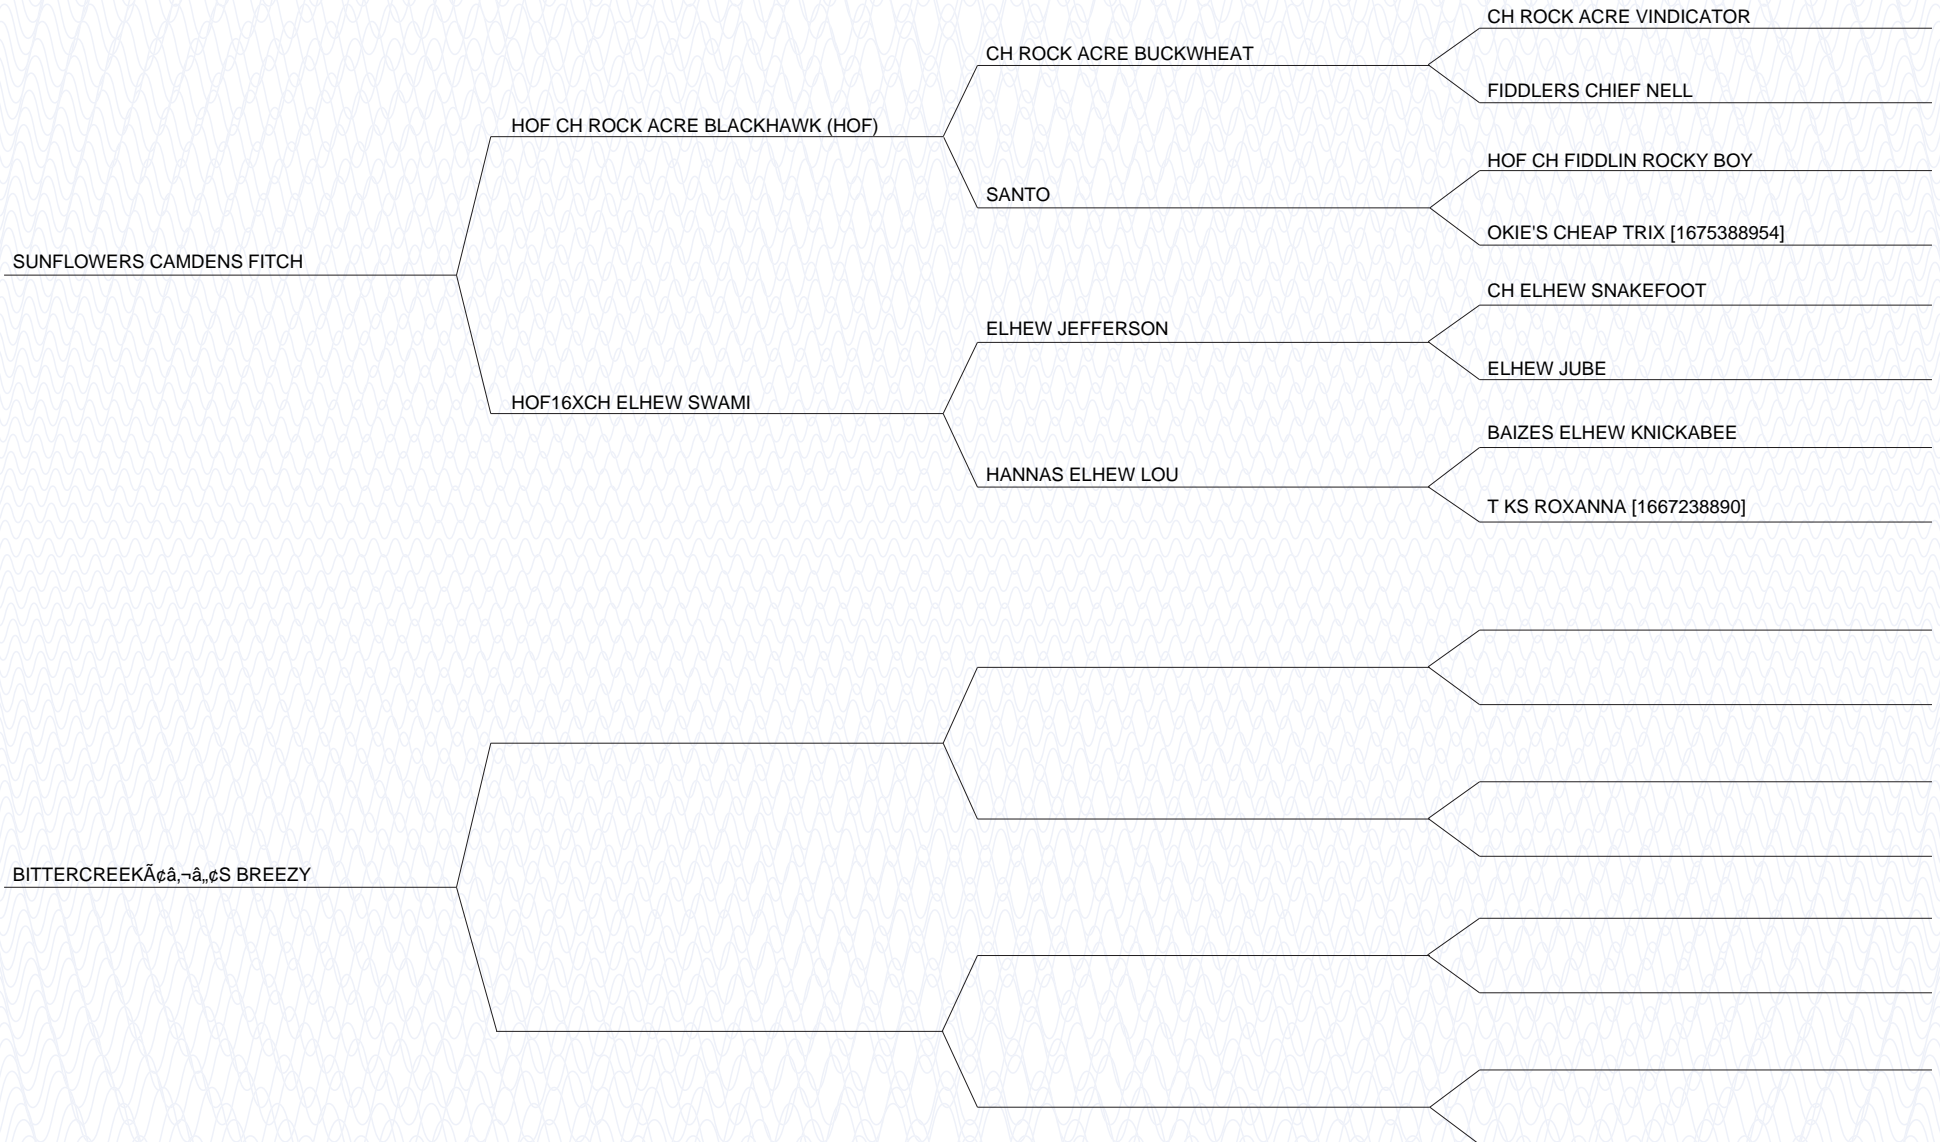 CH ROCK ACRE VINDICATOR
CH ROCK ACRE BUCKWHEAT
FIDDLERS CHIEF NELL
HOF CH ROCK ACRE BLACKHAWK (HOF)
HOF CH FIDDLIN ROCKY BOY
SANTO
OKIE'S CHEAP TRIX [1675388954]
SUNFLOWERS CAMDENS FITCH
CH ELHEW SNAKEFOOT
ELHEW JEFFERSON
ELHEW JUBE
HOF16XCH ELHEW SWAMI
BAIZES ELHEW KNICKABEE
HANNAS ELHEW LOU
T KS ROXANNA [1667238890]
BITTERCREEKÃ¢â‚¬â„¢S BREEZY